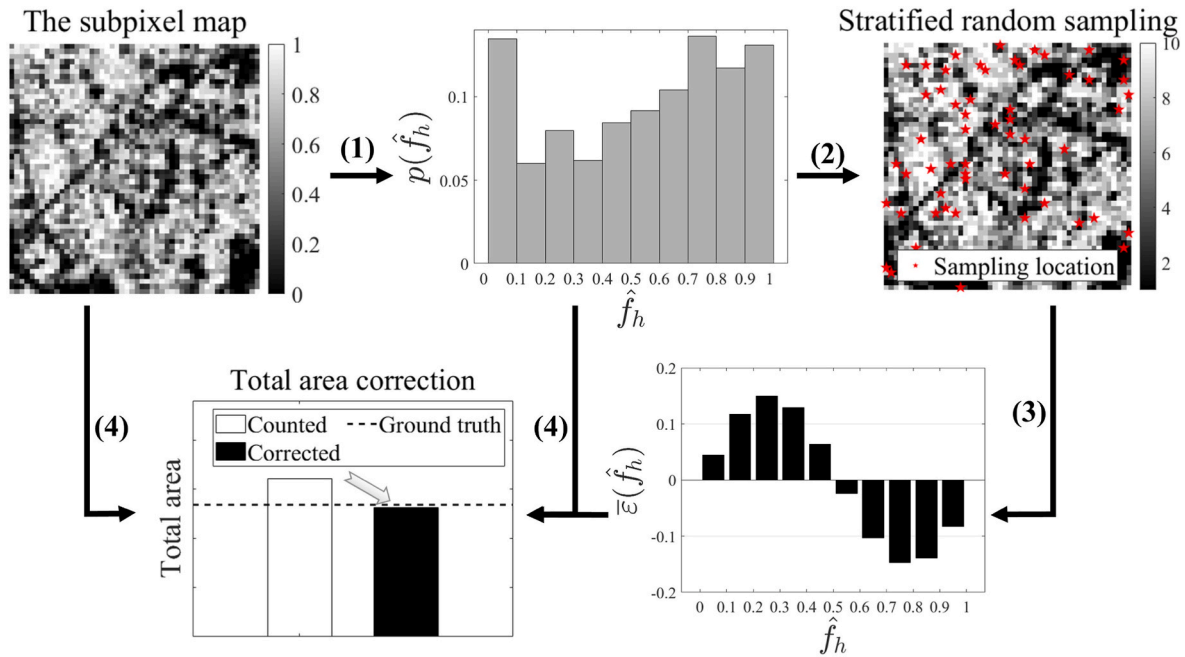 The subpixel map
1
0.8
0.6
0.4
0.2
0
(1)
p(f̂_h)
0.1
0.05
0
0 0.1 0.2 0.3 0.4 0.5 0.6 0.7 0.8 0.9 1
f̂_h
(2)
Stratified random sampling
10
8
6
4
2
Sampling location
(3)
0.2
0.1
0
-0.1
-0.2
ε̅(f̂_h)
0 0.1 0.2 0.3 0.4 0.5 0.6 0.7 0.8 0.9 1
f̂_h
(4)
(4)
Total area correction
Counted
Ground truth
Corrected
Total area